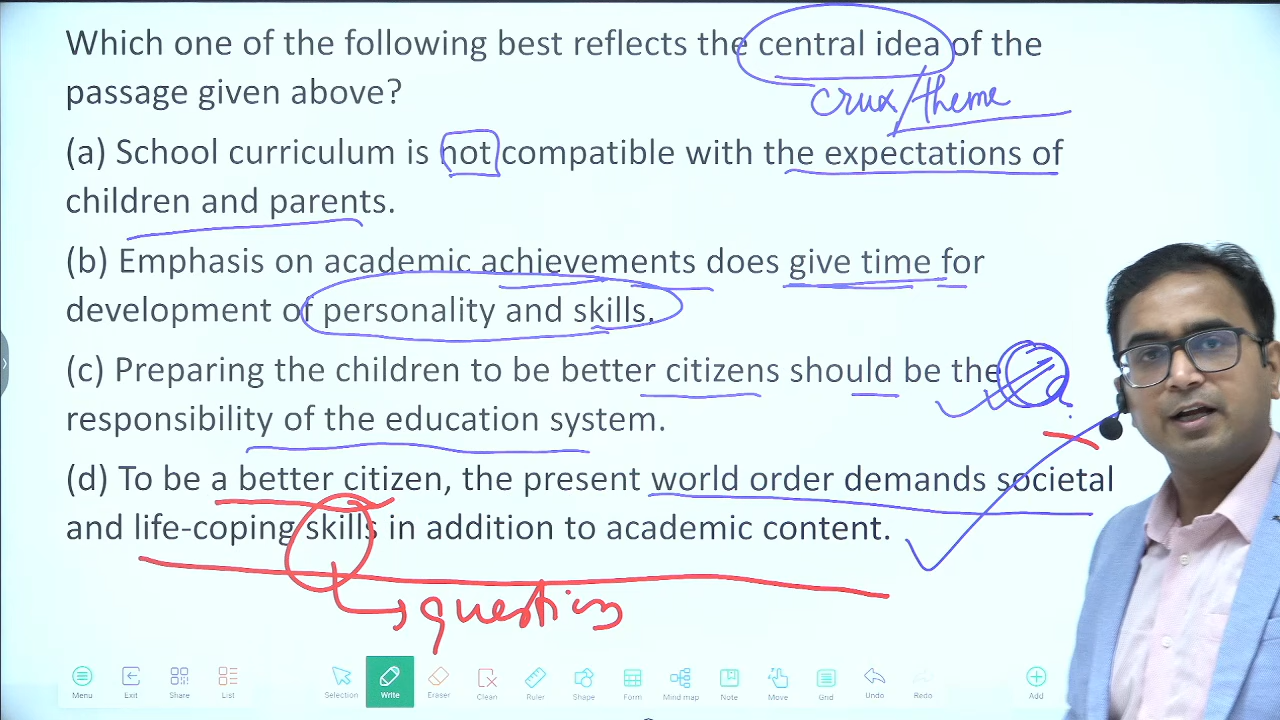 Which one of the following best reflects the central idea of the
passage given above?
crux/theme
(a) School curriculum is not compatible with the expectations of
children and parents.
(b) Emphasis on academic achievements does give time for
development of personality and skills.
(c) Preparing the children to be better citizens should be the
responsibility of the education system.
(d) To be a better citizen, the present world order demands societal
and life-coping skills in addition to academic content.
questions
Menu Exit Share List Selection Write Eraser Clean Ruler Shape Form Mind map Note Move Grid Undo Redo Add